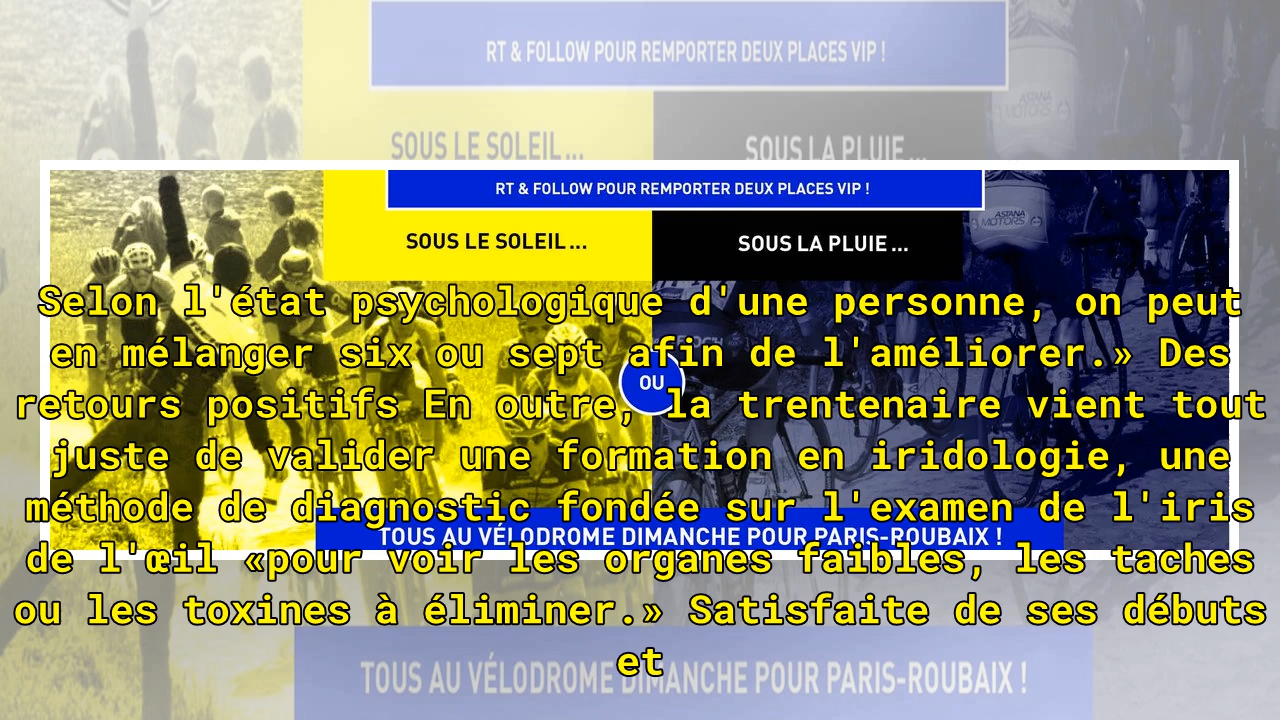 RT & FOLLOW POUR REMPORTER DEUX PLACES VIP !
SOUS LE SOLEIL...
SOUS LA PLUIE...
RT & FOLLOW POUR REMPORTER DEUX PLACES VIP !
SOUS LE SOLEIL...
SOUS LA PLUIE...
ASTANA
MOTORS
OU
Selon l'état psychologique d'une personne, on peut
en mélanger six ou sept afin de l'améliorer.» Des
retours positifs En outre, la trentenaire vient tout
juste de valider une formation en iridologie, une
méthode de diagnostic fondée sur l'examen de l'iris
TOUS AU VÉLODROME DIMANCHE POUR PARIS-ROUBAIX !
de l'œil «pour voir les organes faibles, les taches
ou les toxines à éliminer.» Satisfaite de ses débuts
et
TOUS AU VÉLODROME DIMANCHE POUR PARIS-ROUBAIX !